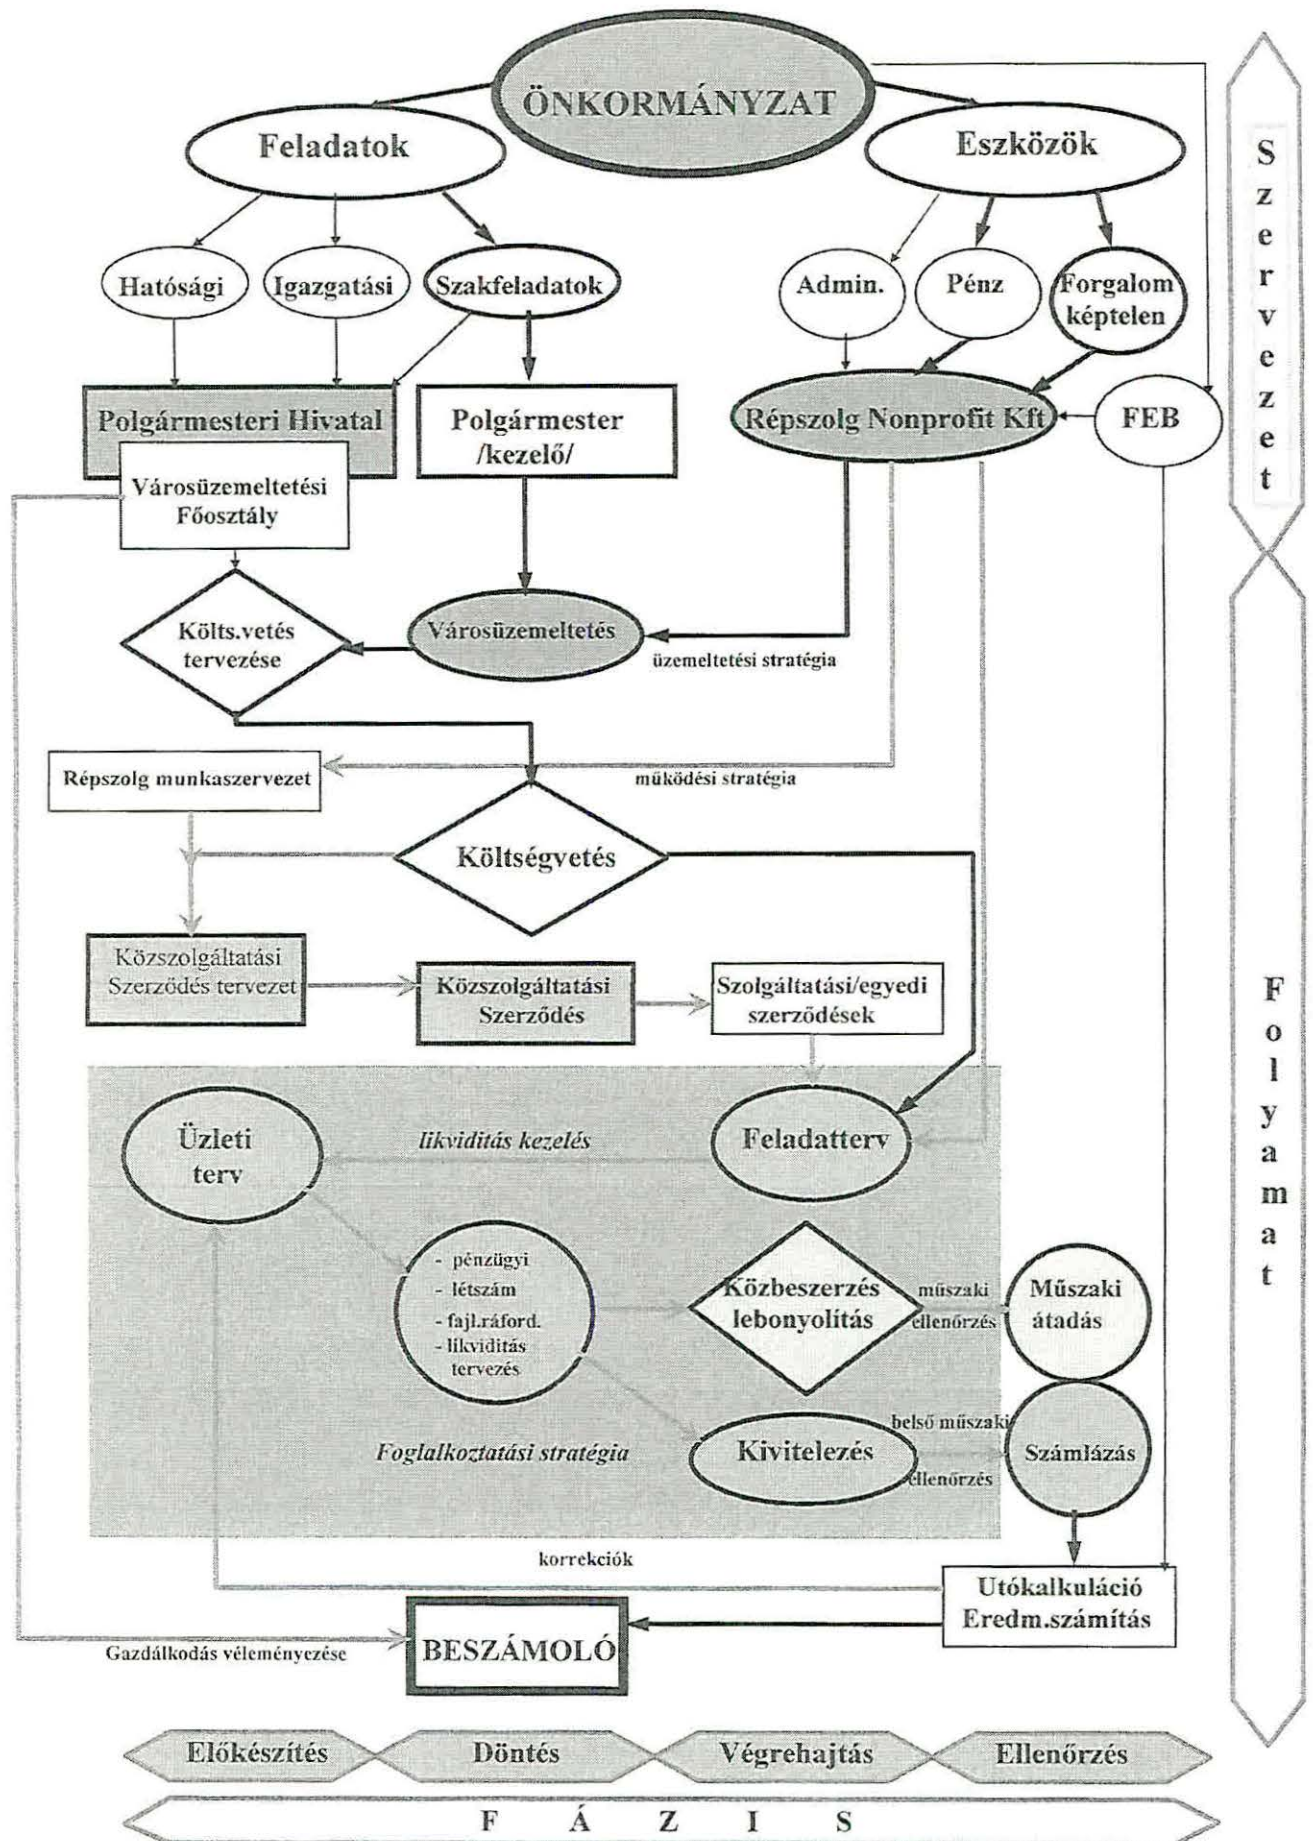 ÖNKORMÁNYZAT
Feladatok
Eszközök
Hatósági
Igazgatási
Szakfeladatok
Admin.
Pénz
Forgalom
képtelen
Polgármesteri Hivatal
Polgármester
/kezelő/
Répszolg Nonprofit Kft
FEB
Városüzemeltetési
Főosztály
Költs.vetés
tervezése
Városüzemeltetés
üzemeltetési stratégia
Répszolg munkaszervezet
működési stratégia
Költségvetés
Közszolgáltatási
Szerződés tervezet
Közszolgáltatási
Szerződés
Szolgáltatási/egyedi
szerződések
Üzleti
terv
likviditás kezelés
Feladatterv
- pénzügyi
- létszám
- fajl.ráford.
- likviditás
tervezés
Közbeszerzés
lebonyolítás
műszaki
ellenőrzés
Műszaki
átadás
Foglalkoztatási stratégia
Kivitelezés
belső műszaki
ellenőrzés
Számlázás
korrekciók
Utókalkuláció
Eredm.számítás
Gazdálkodás véleményezése
BESZÁMOLÓ
Előkészítés
Döntés
Végrehajtás
Ellenőrzés
F Á Z I S
Szervezet
Folyamat